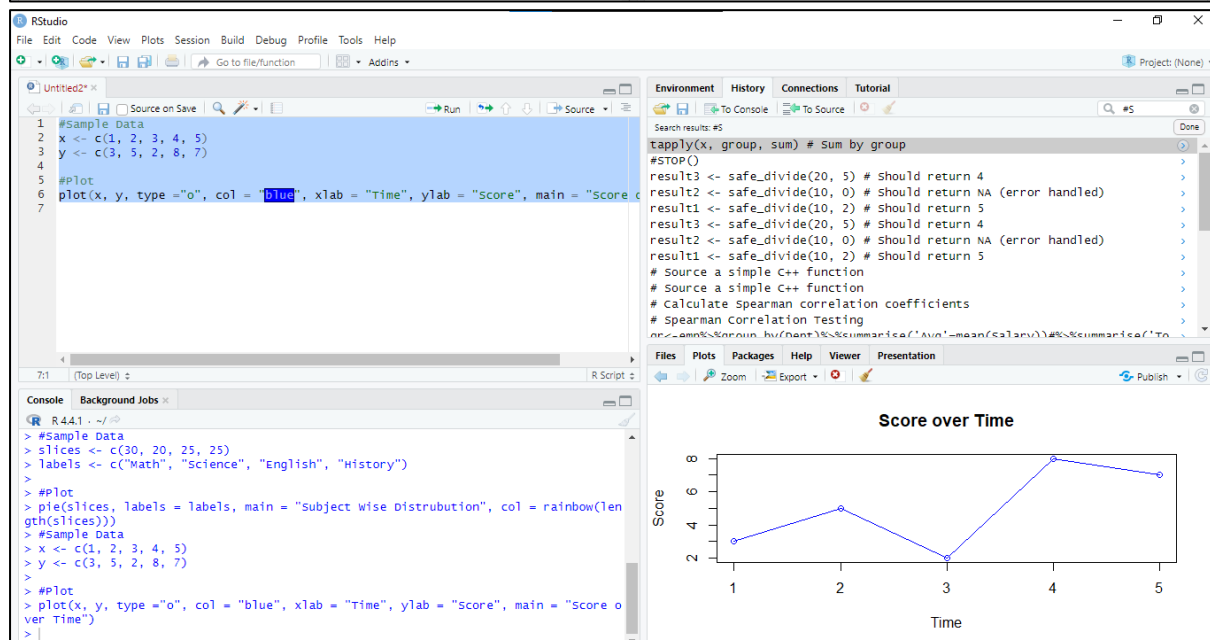 RStudio
File Edit Code View Plots Session Build Debug Profile Tools Help
Go to file/function Addins Project: (None)
Untitled2*
Source on Save Run Source
1 #Sample Data
2 x <- c(1, 2, 3, 4, 5)
3 y <- c(3, 5, 2, 8, 7)
4
5 #Plot
6 plot(x, y, type ="o", col = "blue", xlab = "Time", ylab = "Score", main = "Score o
7
7:1 (Top Level) R Script
Console Background Jobs
R 4.4.1 · ~/
> #Sample Data
> slices <- c(30, 20, 25, 25)
> labels <- c("Math", "Science", "English", "History")
>
> #Plot
> pie(slices, labels = labels, main = "Subject Wise Distrubution", col = rainbow(len
gth(slices)))
> #Sample Data
> x <- c(1, 2, 3, 4, 5)
> y <- c(3, 5, 2, 8, 7)
>
> #Plot
> plot(x, y, type ="o", col = "blue", xlab = "Time", ylab = "Score", main = "Score o
ver Time")
>
Environment History Connections Tutorial
To Console To Source #S
Search results: #S Done
tapply(x, group, sum) # Sum by group
#STOP()
result3 <- safe_divide(20, 5) # Should return 4
result2 <- safe_divide(10, 0) # Should return NA (error handled)
result1 <- safe_divide(10, 2) # Should return 5
result3 <- safe_divide(20, 5) # Should return 4
result2 <- safe_divide(10, 0) # Should return NA (error handled)
result1 <- safe_divide(10, 2) # Should return 5
# Source a simple C++ function
# Source a simple C++ function
# Calculate Spearman correlation coefficients
# Spearman Correlation Testing
gr<-emp%>%group_by(Dept)%>%summarise('Avg'=mean(Salary))#%>%summarise('To
Files Plots Packages Help Viewer Presentation
Zoom Export Publish
Score over Time
Score
8
6
4
2
1 2 3 4 5
Time